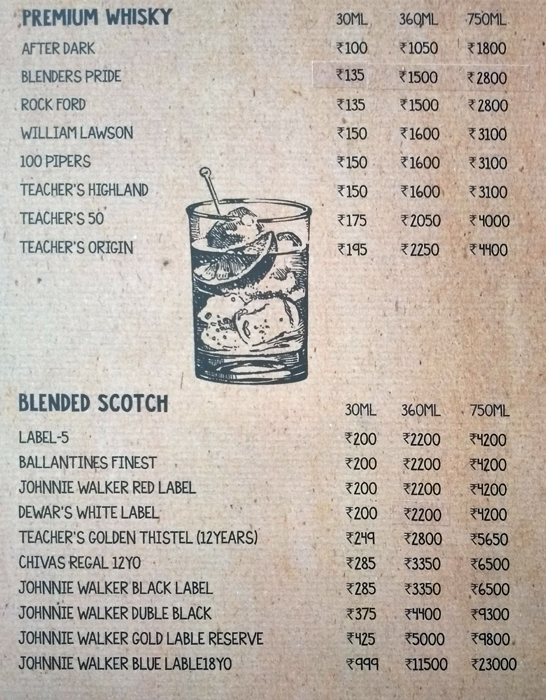 PREMIUM WHISKY 30ML 360ML 750ML
AFTER DARK ₹100 ₹1050 ₹1800
BLENDERS PRIDE ₹135 ₹1500 ₹2800
ROCK FORD ₹135 ₹1500 ₹2800
WILLIAM LAWSON ₹150 ₹1600 ₹3100
100 PIPERS ₹150 ₹1600 ₹3100
TEACHER'S HIGHLAND ₹150 ₹1600 ₹3100
TEACHER'S 50 ₹175 ₹2050 ₹4000
TEACHER'S ORIGIN ₹195 ₹2250 ₹4400
BLENDED SCOTCH 30ML 360ML 750ML
LABEL-5 ₹200 ₹2200 ₹4200
BALLANTINES FINEST ₹200 ₹2200 ₹4200
JOHNNIE WALKER RED LABEL ₹200 ₹2200 ₹4200
DEWAR'S WHITE LABEL ₹200 ₹2200 ₹4200
TEACHER'S GOLDEN THISTEL (12YEARS) ₹249 ₹2800 ₹5650
CHIVAS REGAL 12YO ₹285 ₹3350 ₹6500
JOHNNIE WALKER BLACK LABEL ₹285 ₹3350 ₹6500
JOHNNIE WALKER DUBLE BLACK ₹375 ₹4400 ₹9300
JOHNNIE WALKER GOLD LABLE RESERVE ₹425 ₹5000 ₹9800
JOHNNIE WALKER BLUE LABLE18YO ₹999 ₹11500 ₹23000